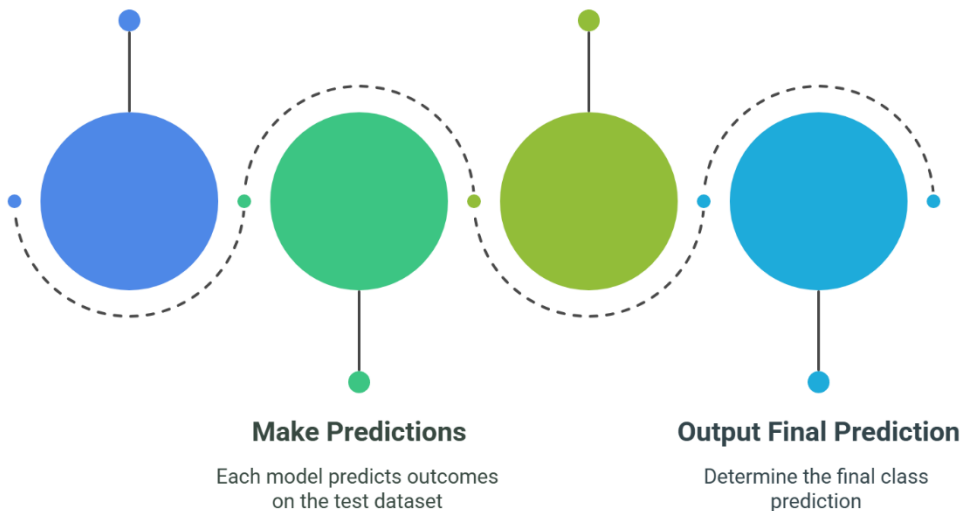 Make Predictions
Each model predicts outcomes
on the test dataset
Output Final Prediction
Determine the final class
prediction